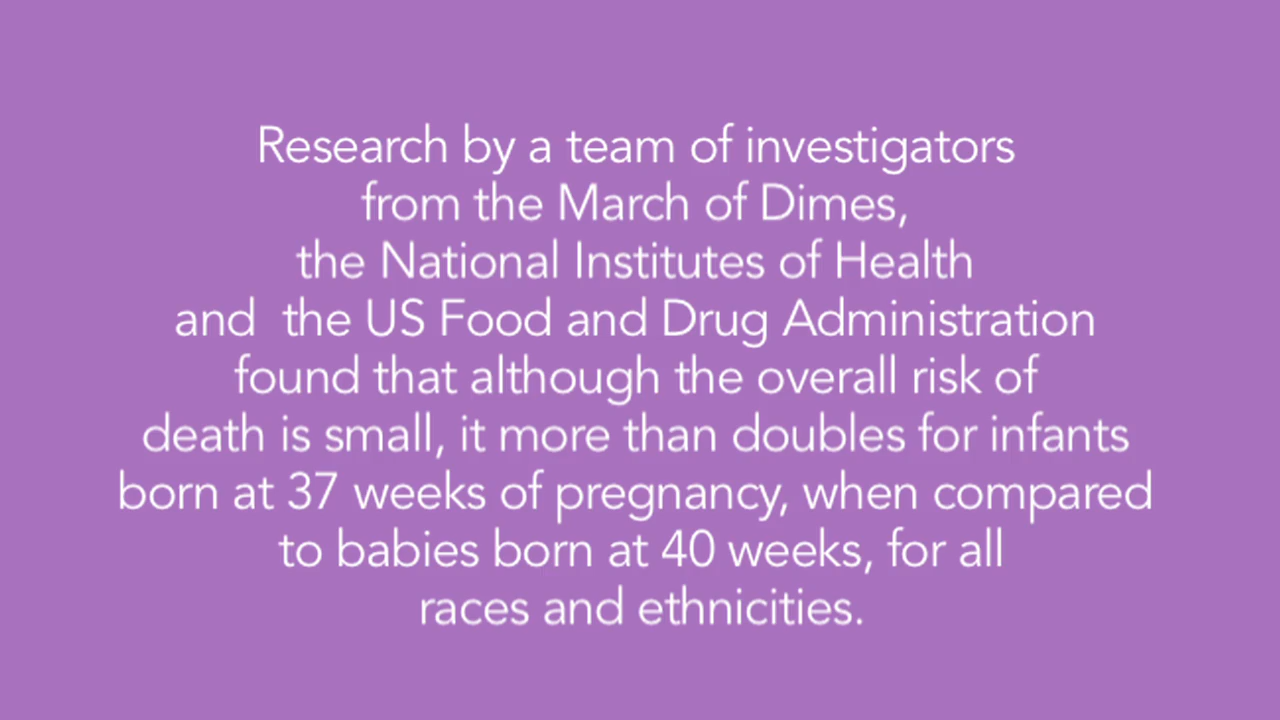 Research by a team of investigators
from the March of Dimes,
the National Institutes of Health
and  the US Food and Drug Administration
found that although the overall risk of
death is small, it more than doubles for infants
born at 37 weeks of pregnancy, when compared
to babies born at 40 weeks, for all
races and ethnicities.